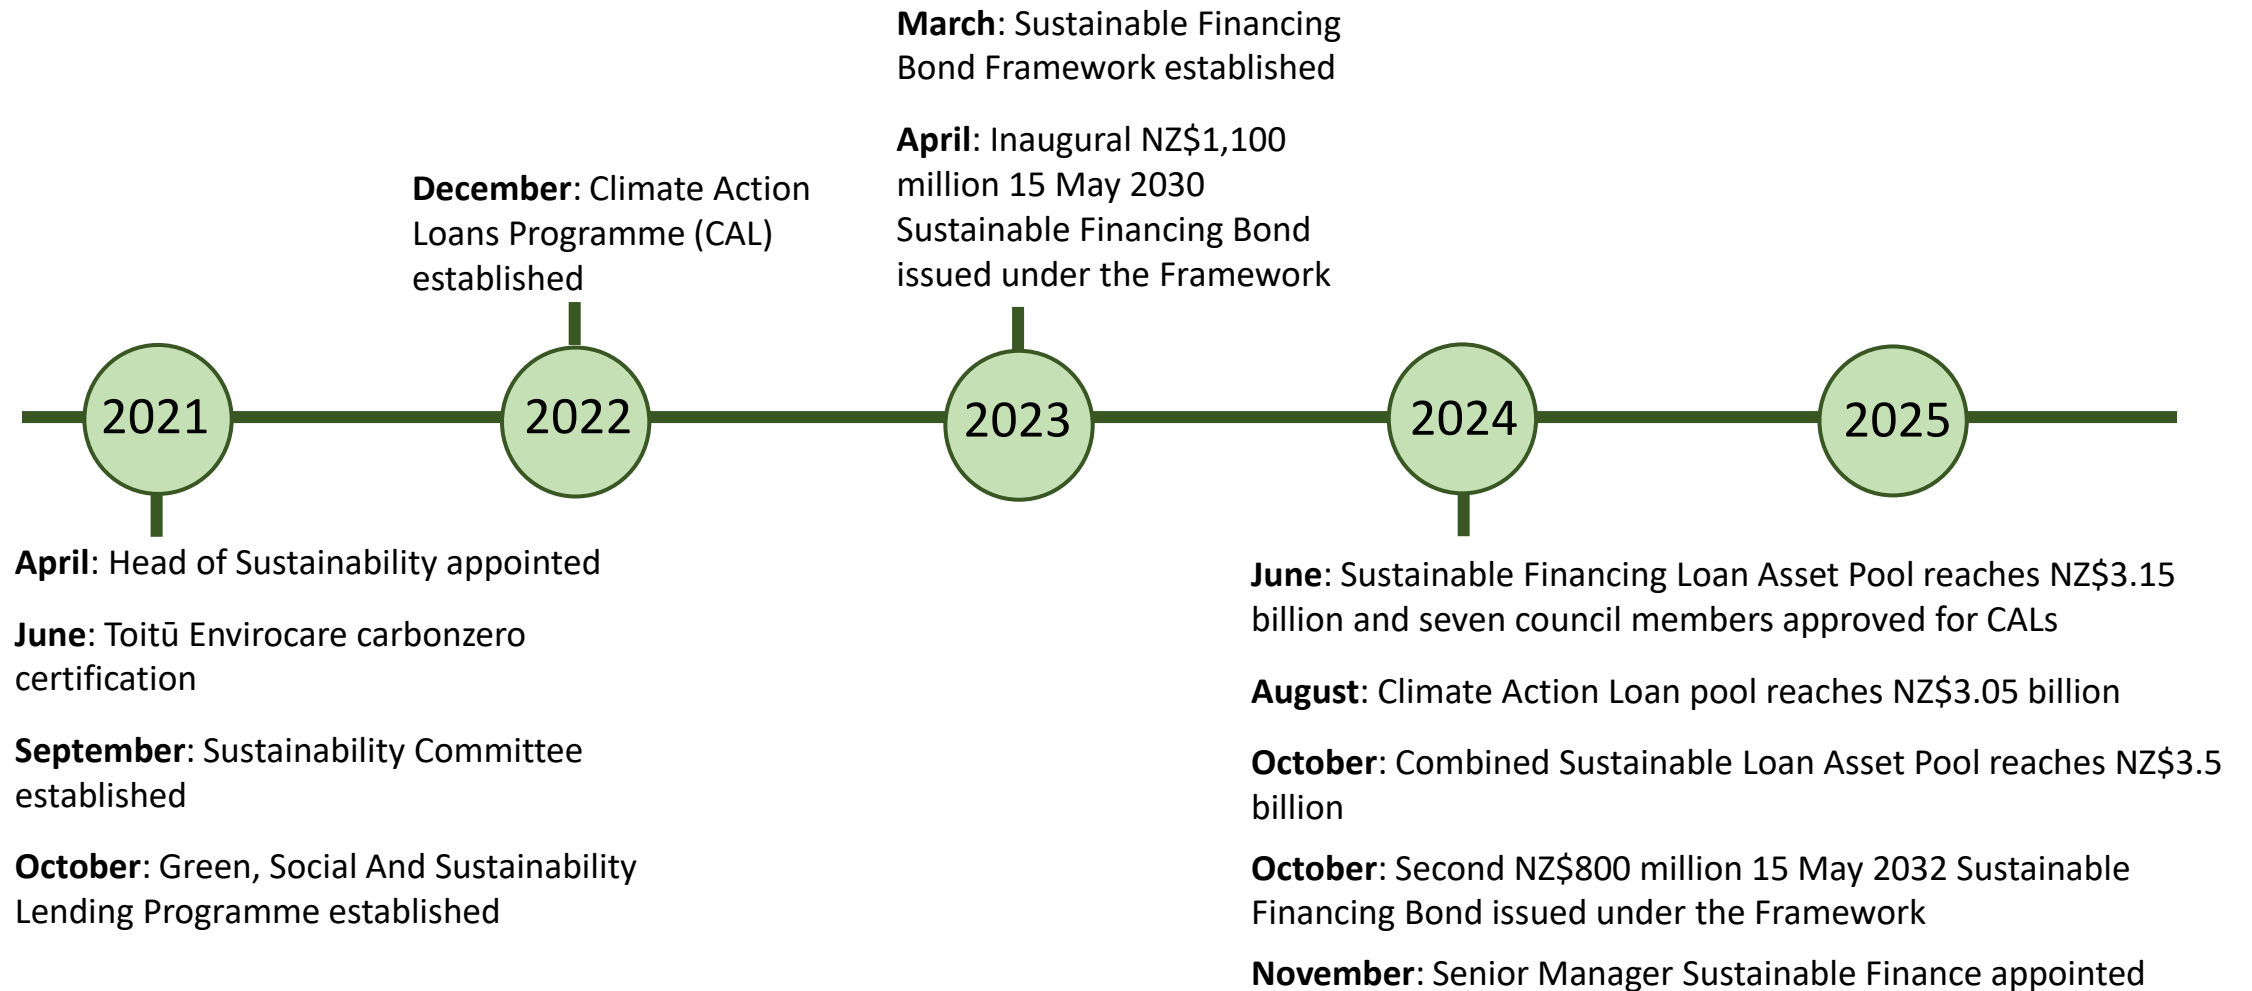 March: Sustainable Financing
Bond Framework established
April: Inaugural NZ$1,100
million 15 May 2030
Sustainable Financing Bond
issued under the Framework
December: Climate Action
Loans Programme (CAL)
established
2021
2022
2023
2024
2025
April: Head of Sustainability appointed
June: Toitū Envirocare carbonzero
certification
September: Sustainability Committee
established
October: Green, Social And Sustainability
Lending Programme established
June: Sustainable Financing Loan Asset Pool reaches NZ$3.15
billion and seven council members approved for CALs
August: Climate Action Loan pool reaches NZ$3.05 billion
October: Combined Sustainable Loan Asset Pool reaches NZ$3.5
billion
October: Second NZ$800 million 15 May 2032 Sustainable
Financing Bond issued under the Framework
November: Senior Manager Sustainable Finance appointed